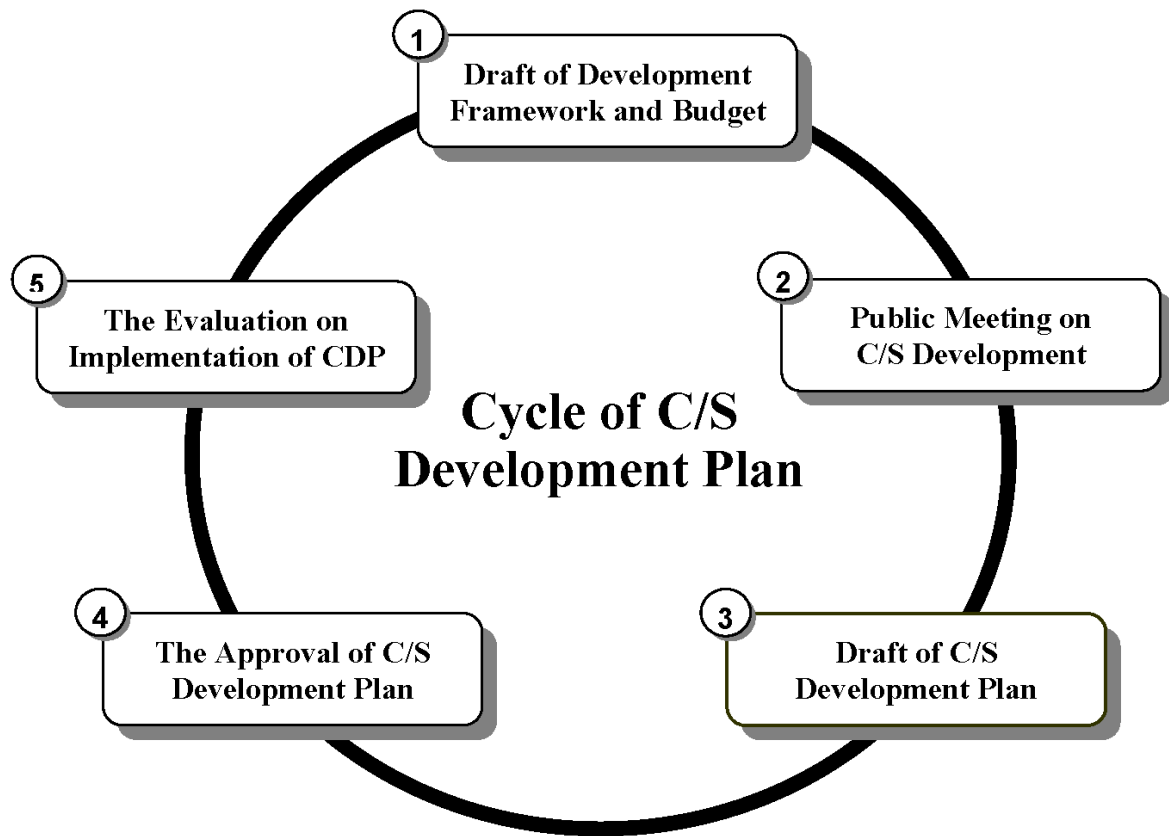 1
Draft of Development
Framework and Budget
2
Public Meeting on
C/S Development
3
Draft of C/S
Development Plan
4
The Approval of C/S
Development Plan
5
The Evaluation on
Implementation of CDP
Cycle of C/S
Development Plan